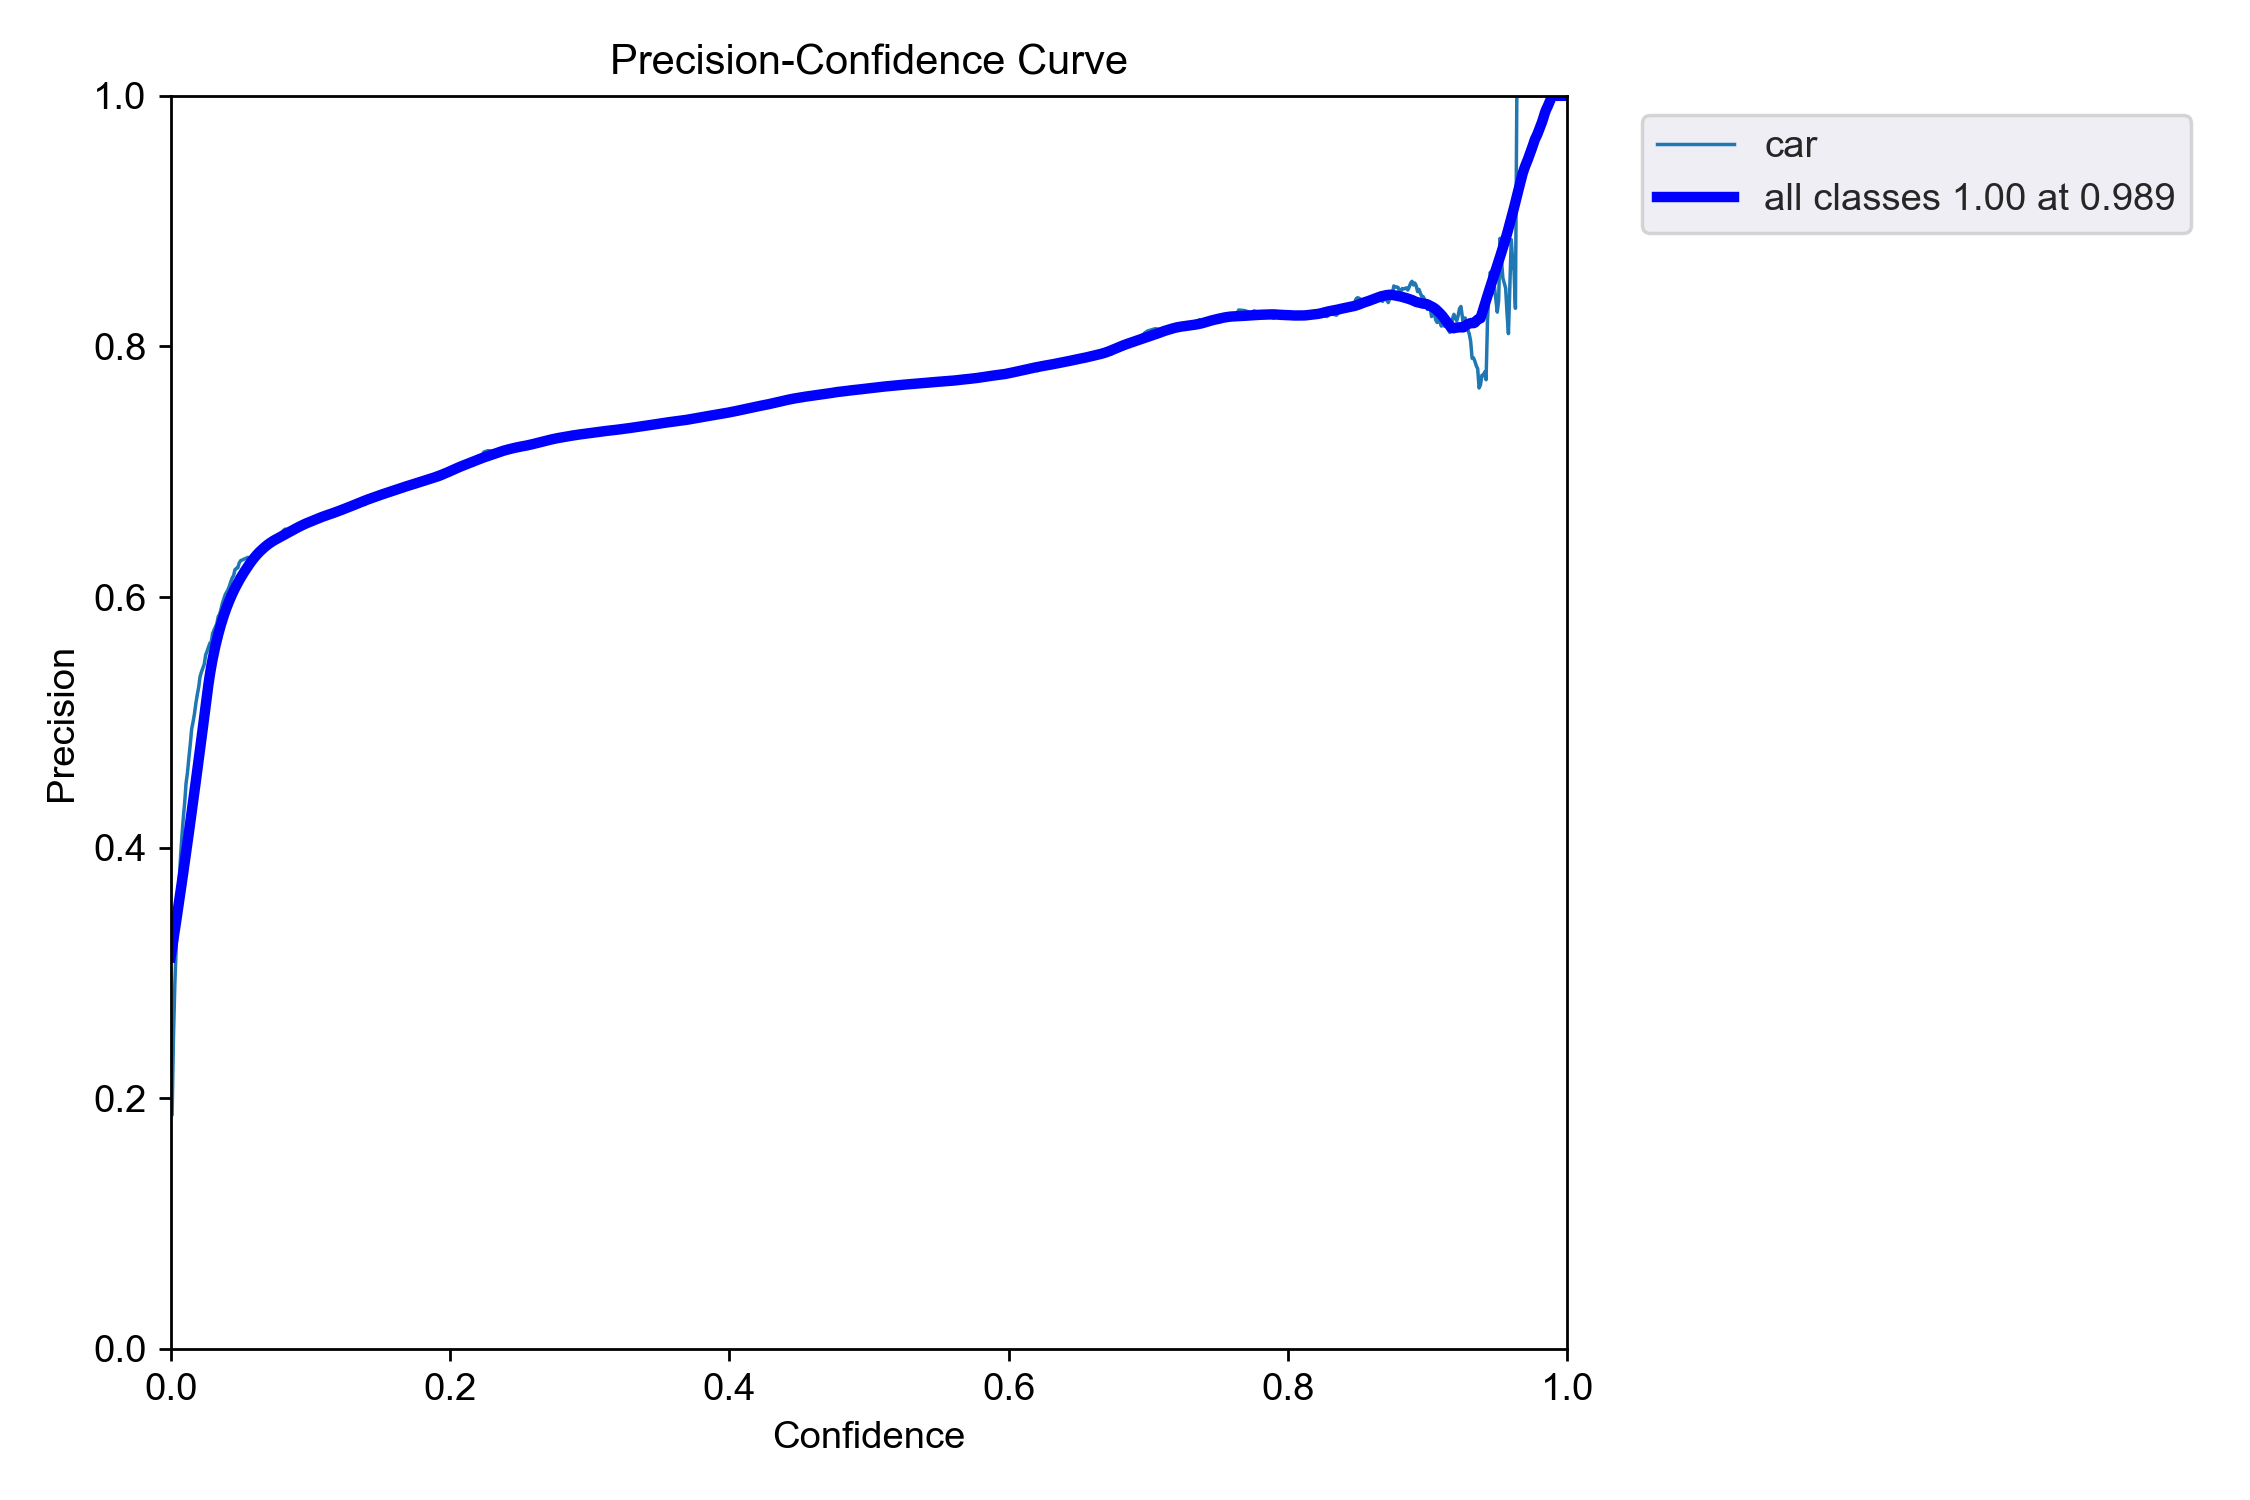 Precision-Confidence Curve
1.0
0.8
0.6
0.4
0.2
0.0
Precision
0.0 0.2 0.4 0.6 0.8 1.0
Confidence
car
all classes 1.00 at 0.989